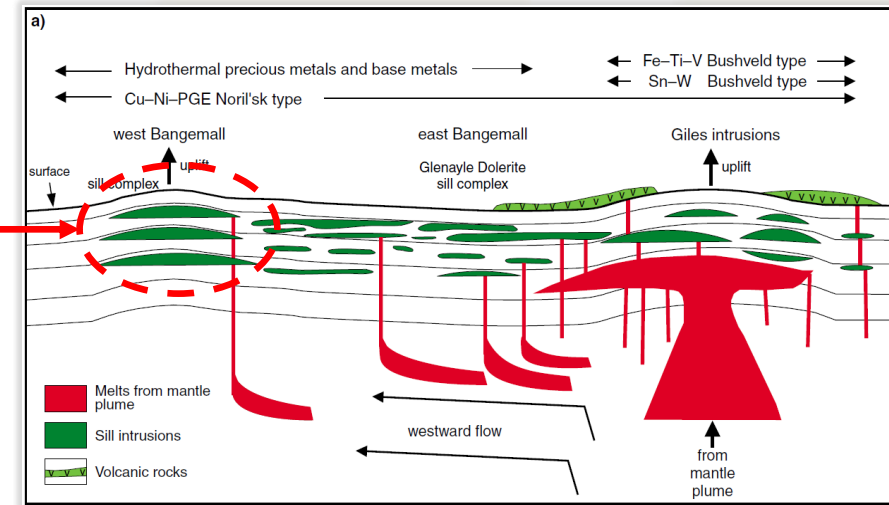 a)
Hydrothermal precious metals and base metals
Fe–Ti–V Bushveld type
Sn–W Bushveld type
Cu–Ni–PGE Noril'sk type
west Bangemall
east Bangemall
Giles intrusions
surface
uplift
sill complex
Glenayle Dolerite
sill complex
uplift
Melts from mantle
plume
Sill intrusions
Volcanic rocks
westward flow
from
mantle
plume